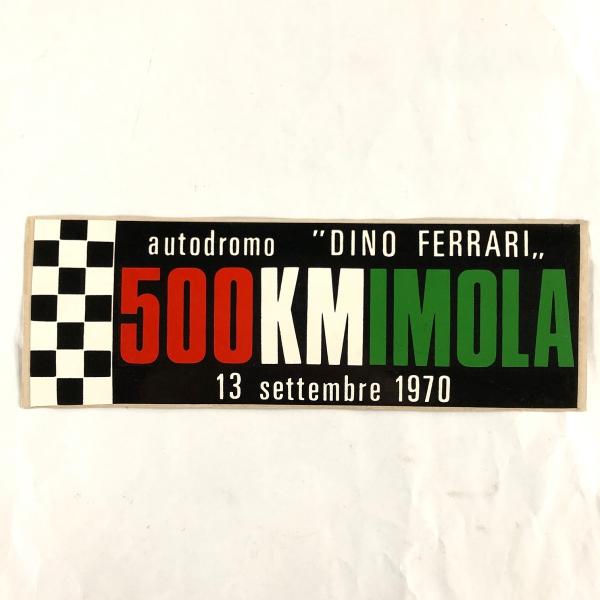 autodromo "DINO FERRARI„
500KMIMOLA
13 settembre 1970